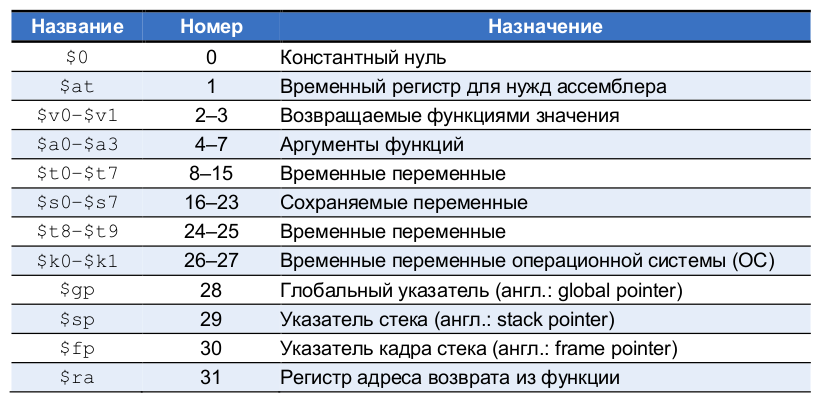 Название Номер Назначение
$0 0 Константный нуль
$at 1 Временный регистр для нужд ассемблера
$v0–$v1 2–3 Возвращаемые функциями значения
$a0–$a3 4–7 Аргументы функций
$t0–$t7 8–15 Временные переменные
$s0–$s7 16–23 Сохраняемые переменные
$t8–$t9 24–25 Временные переменные
$k0–$k1 26–27 Временные переменные операционной системы (ОС)
$gp 28 Глобальный указатель (англ.: global pointer)
$sp 29 Указатель стека (англ.: stack pointer)
$fp 30 Указатель кадра стека (англ.: frame pointer)
$ra 31 Регистр адреса возврата из функции